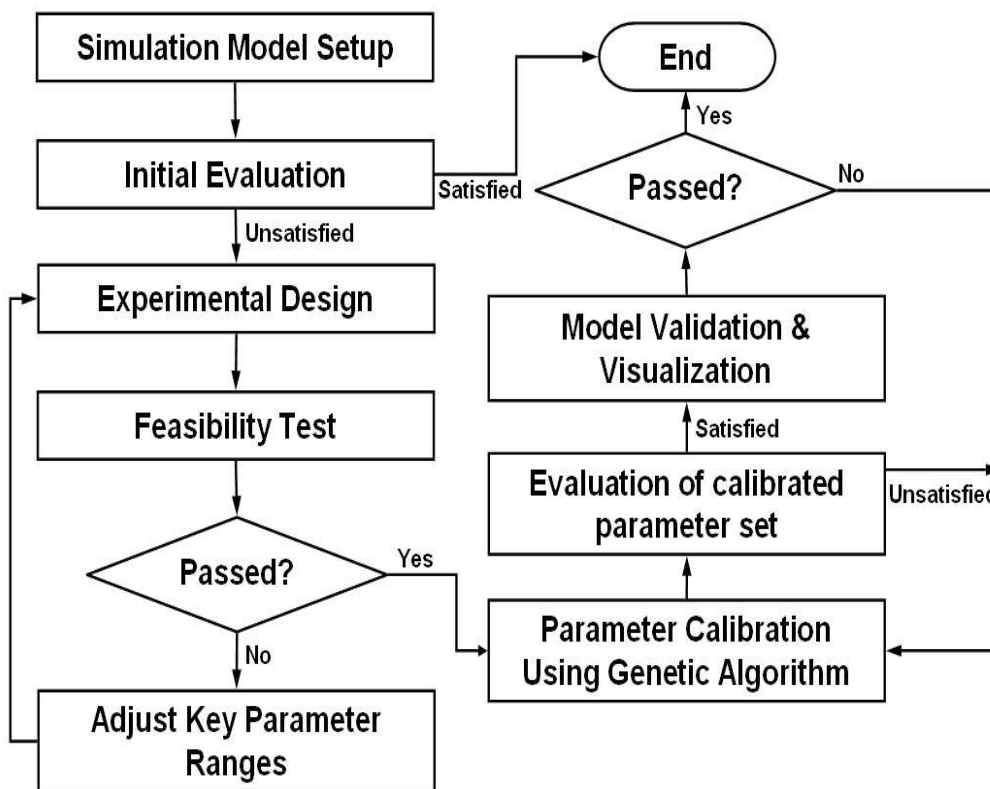 Simulation Model Setup
Initial Evaluation
Satisfied
Unsatisfied
Experimental Design
Feasibility Test
Passed?
Yes
No
Adjust Key Parameter
Ranges
End
Yes
Passed?
No
Model Validation &
Visualization
Satisfied
Evaluation of calibrated
parameter set
Unsatisfied
Parameter Calibration
Using Genetic Algorithm